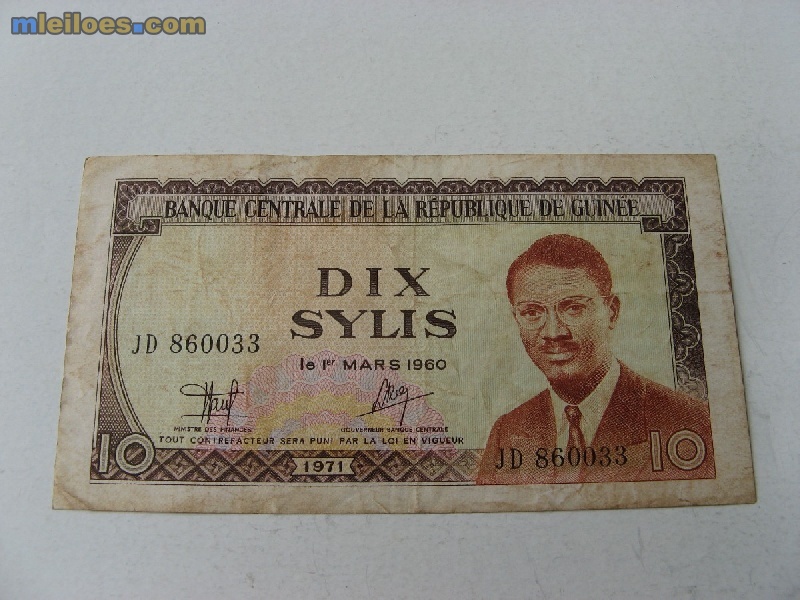 mleiloes.com
BANQUE CENTRALE DE LA RÉPUBLIQUE DE GUINÉE
DIX
SYLIS
JD 860033
le 1er MARS 1960
MINISTRE DES FINANCES
GOUVERNEUR BANQUE CENTRALE
TOUT CONTREFACTEUR SERA PUNI PAR LA LOI EN VIGUEUR
10
1971
JD 860033
10